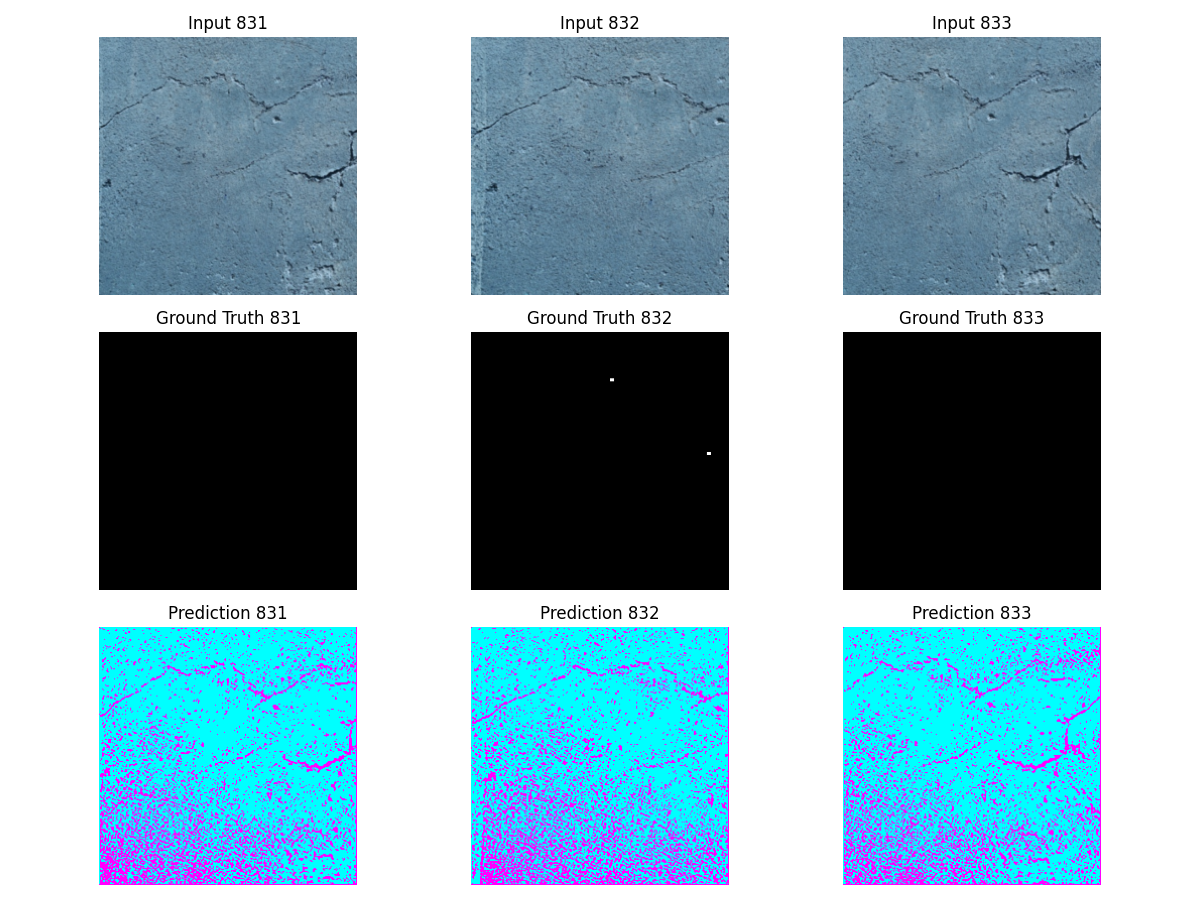 Input 831
Input 832
Input 833
Ground Truth 831
Ground Truth 832
Ground Truth 833
Prediction 831
Prediction 832
Prediction 833